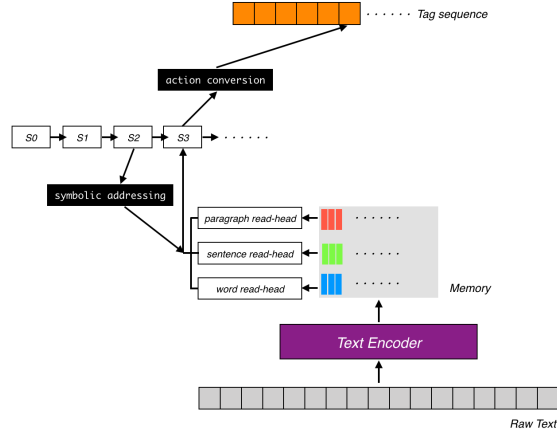 Tag sequence
action conversion
S0 S1 S2 S3
symbolic addressing
paragraph read-head
sentence read-head
word read-head
Memory
Text Encoder
Raw Text